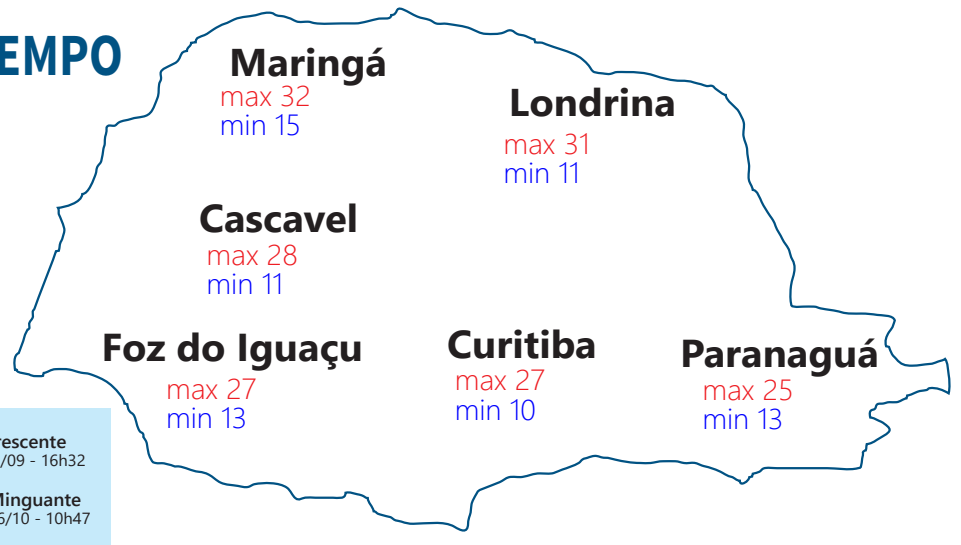 EMPO
Maringá
max 32
min 15
Londrina
max 31
min 11
Cascavel
max 28
min 11
Foz do Iguaçu
max 27
min 13
Curitiba
max 27
min 10
Paranaguá
max 25
min 13
rescente
/09 - 16h32
Minguante
6/10 - 10h47